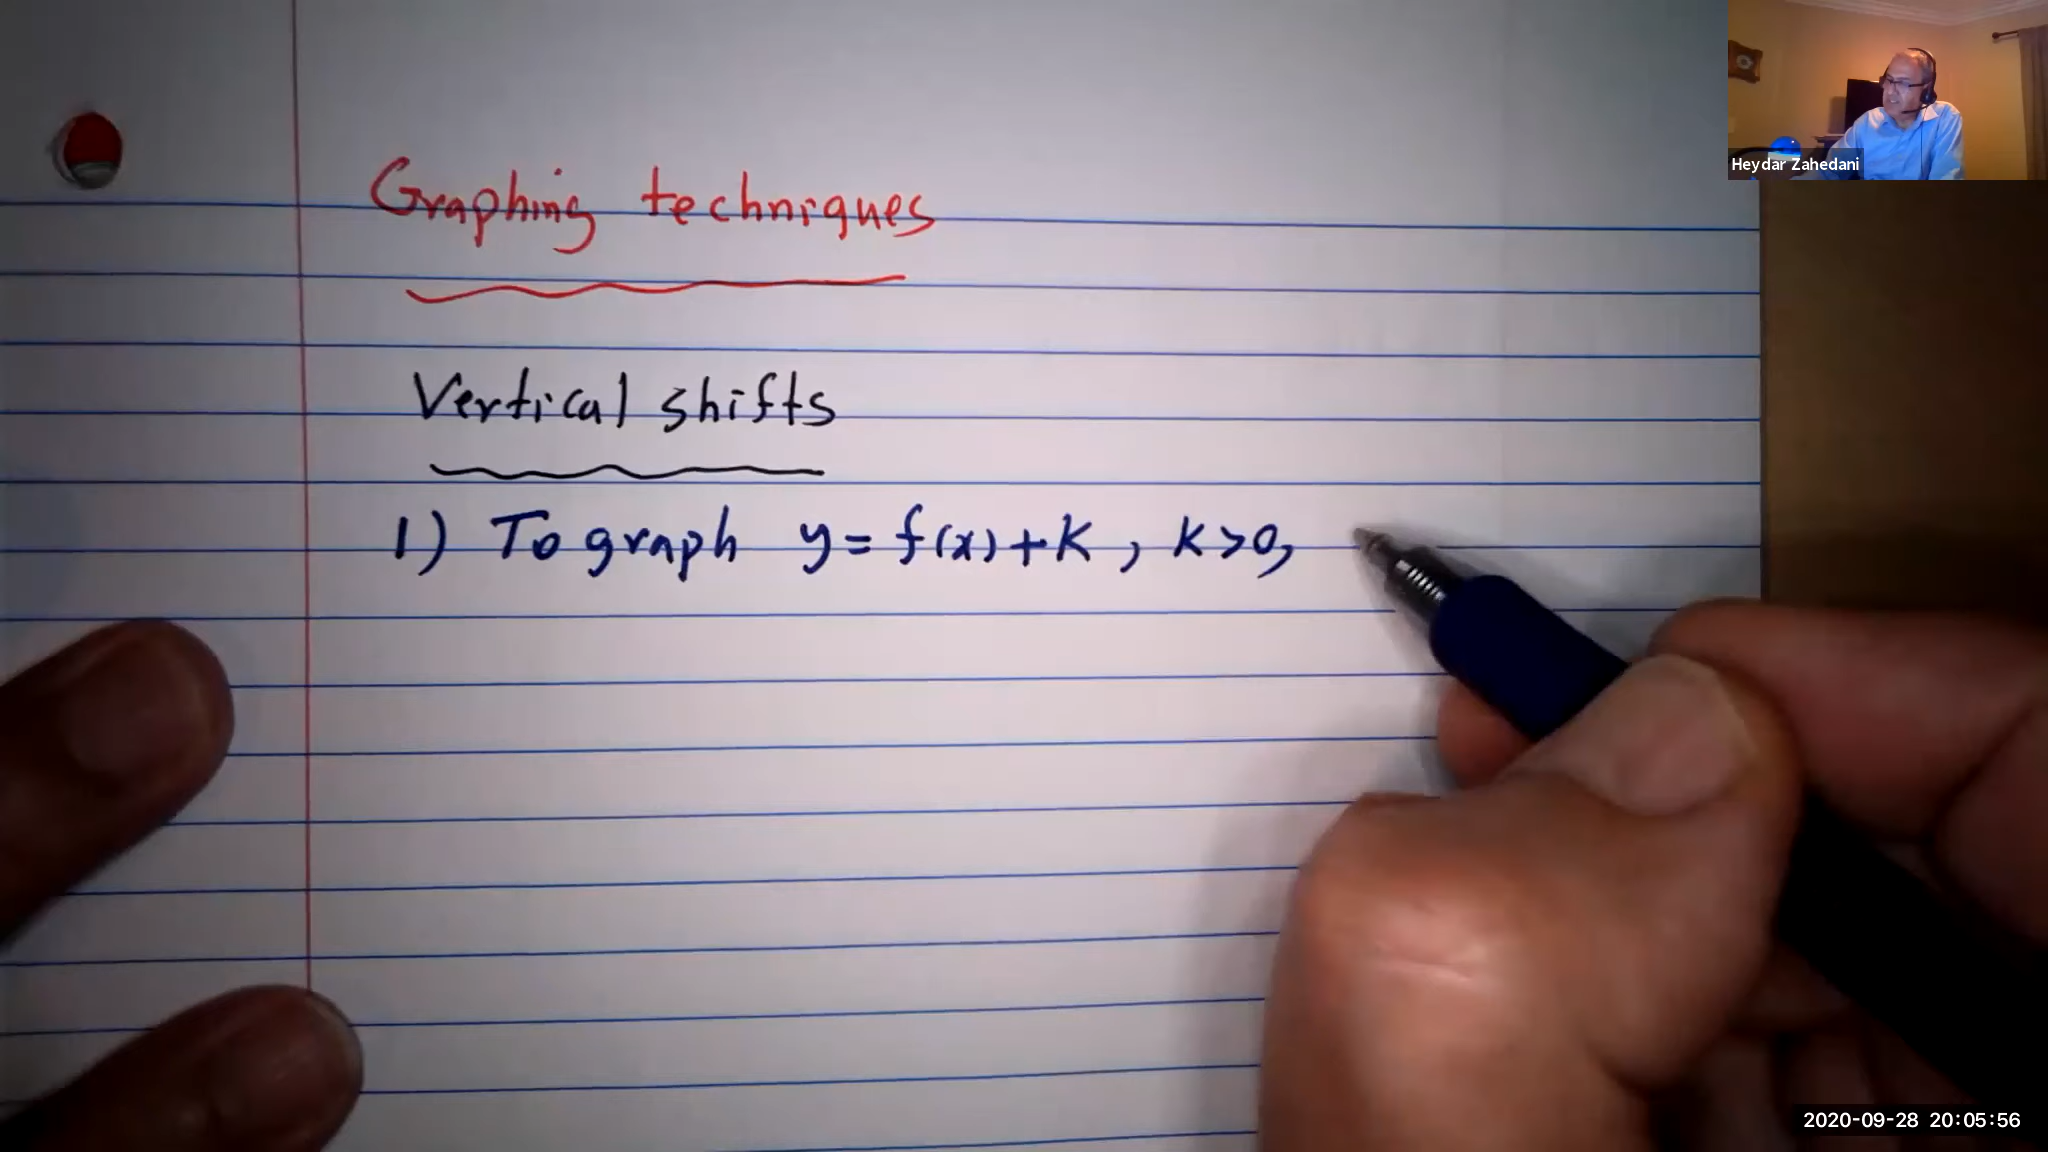 Heydar Zahedani
Graphing techniques
Vertical shifts
1) To graph y = f(x)+k , k>0,
2020-09-28 20:05:56